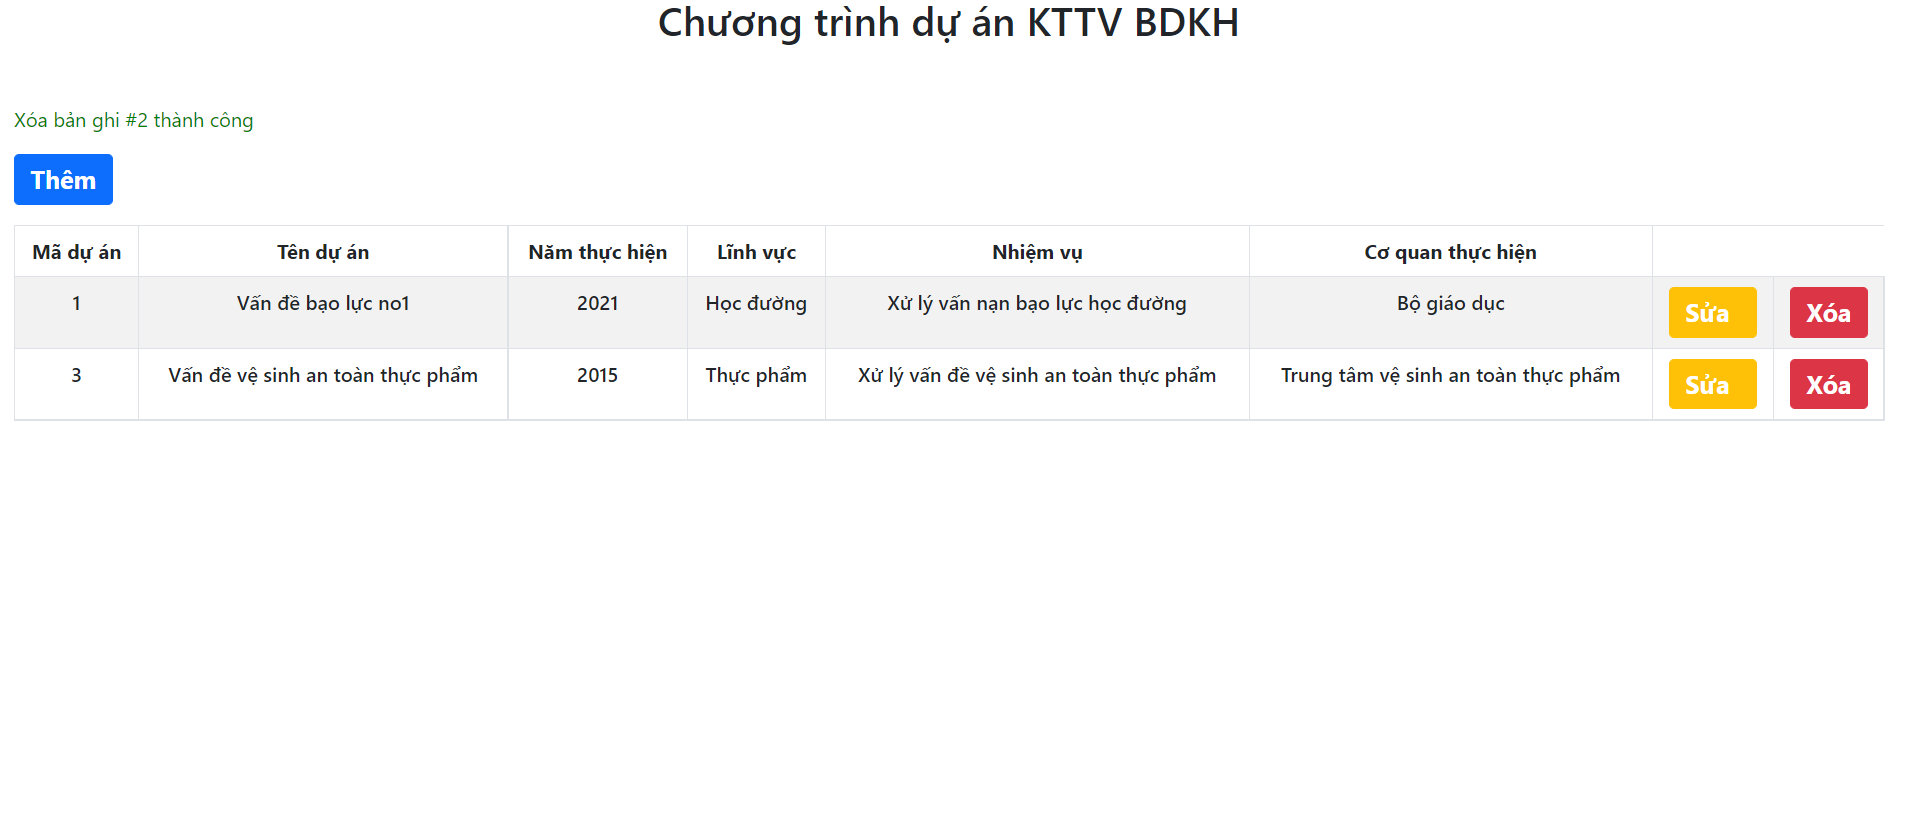 Chương trình dự án KTTV BDKH
Xóa bản ghi #2 thành công
Thêm
Mã dự án Tên dự án Năm thực hiện Lĩnh vực Nhiệm vụ Cơ quan thực hiện
1 Vấn đề bạo lực no1 2021 Học đường Xử lý vấn nạn bạo lực học đường Bộ giáo dục Sửa Xóa
3 Vấn đề vệ sinh an toàn thực phẩm 2015 Thực phẩm Xử lý vấn đề vệ sinh an toàn thực phẩm Trung tâm vệ sinh an toàn thực phẩm Sửa Xóa